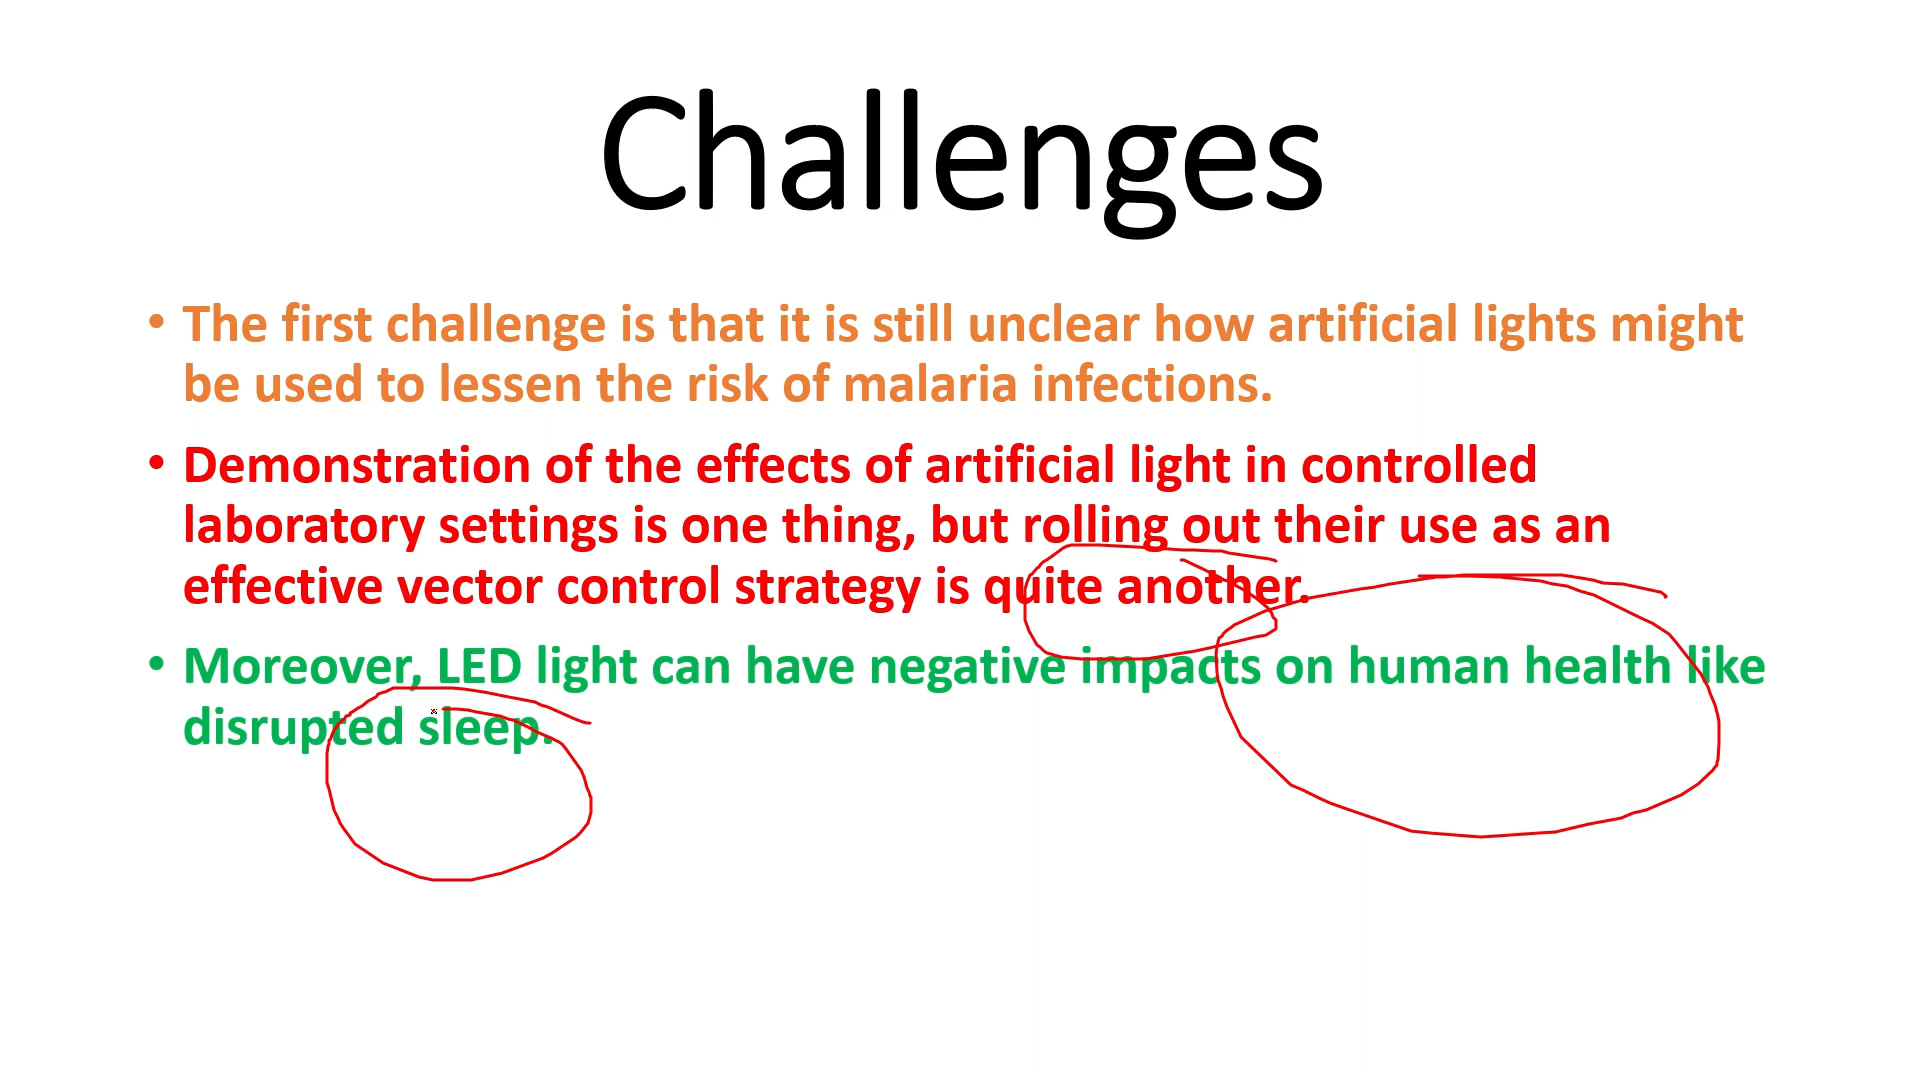 Challenges
• The first challenge is that it is still unclear how artificial lights might
be used to lessen the risk of malaria infections.
• Demonstration of the effects of artificial light in controlled
laboratory settings is one thing, but rolling out their use as an
effective vector control strategy is quite another.
• Moreover, LED light can have negative impacts on human health like
disrupted sleep.